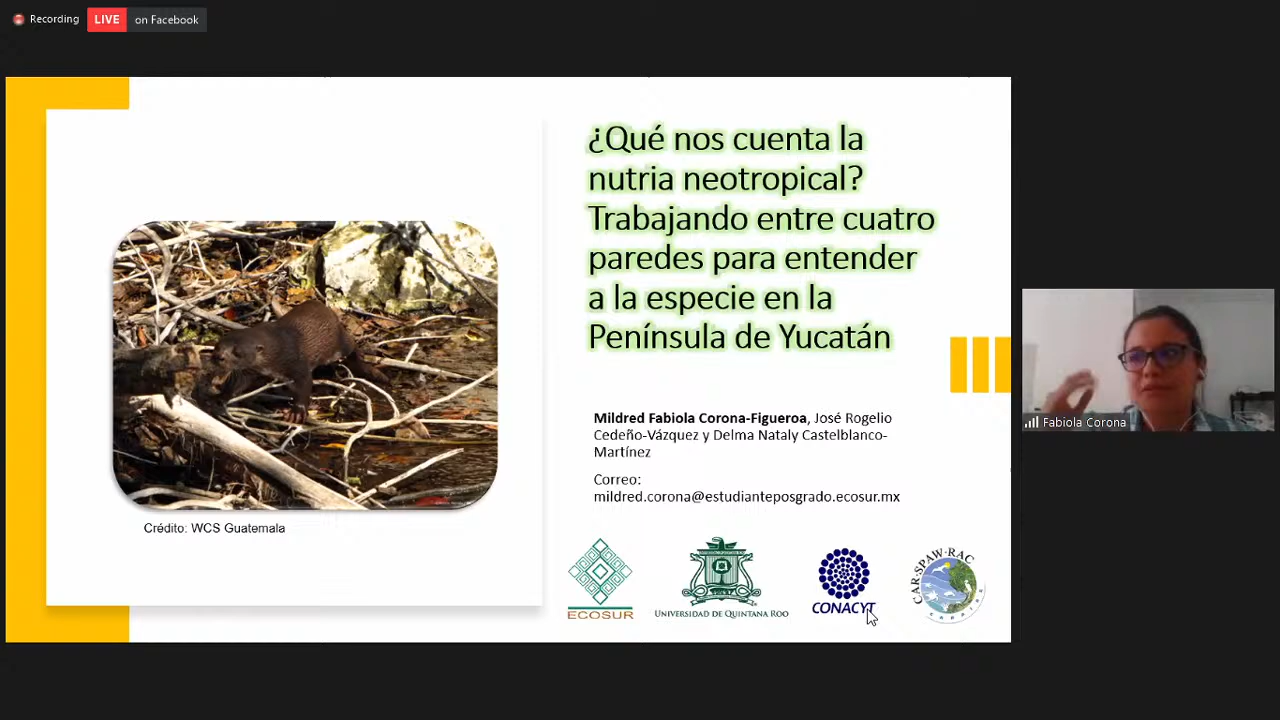 Recording
LIVE on Facebook
¿Qué nos cuenta la
nutria neotropical?
Trabajando entre cuatro
paredes para entender
a la especie en la
Península de Yucatán
Mildred Fabiola Corona-Figueroa, José Rogelio
Cedeño-Vázquez y Delma Nataly Castelblanco-
Martínez
Correo:
mildred.corona@estudianteposgrado.ecosur.mx
Crédito: WCS Guatemala
ECOSUR
UNIVERSIDAD DE QUINTANA ROO
CONACYT
CAR-SPAW-RAC
Fabiola Corona